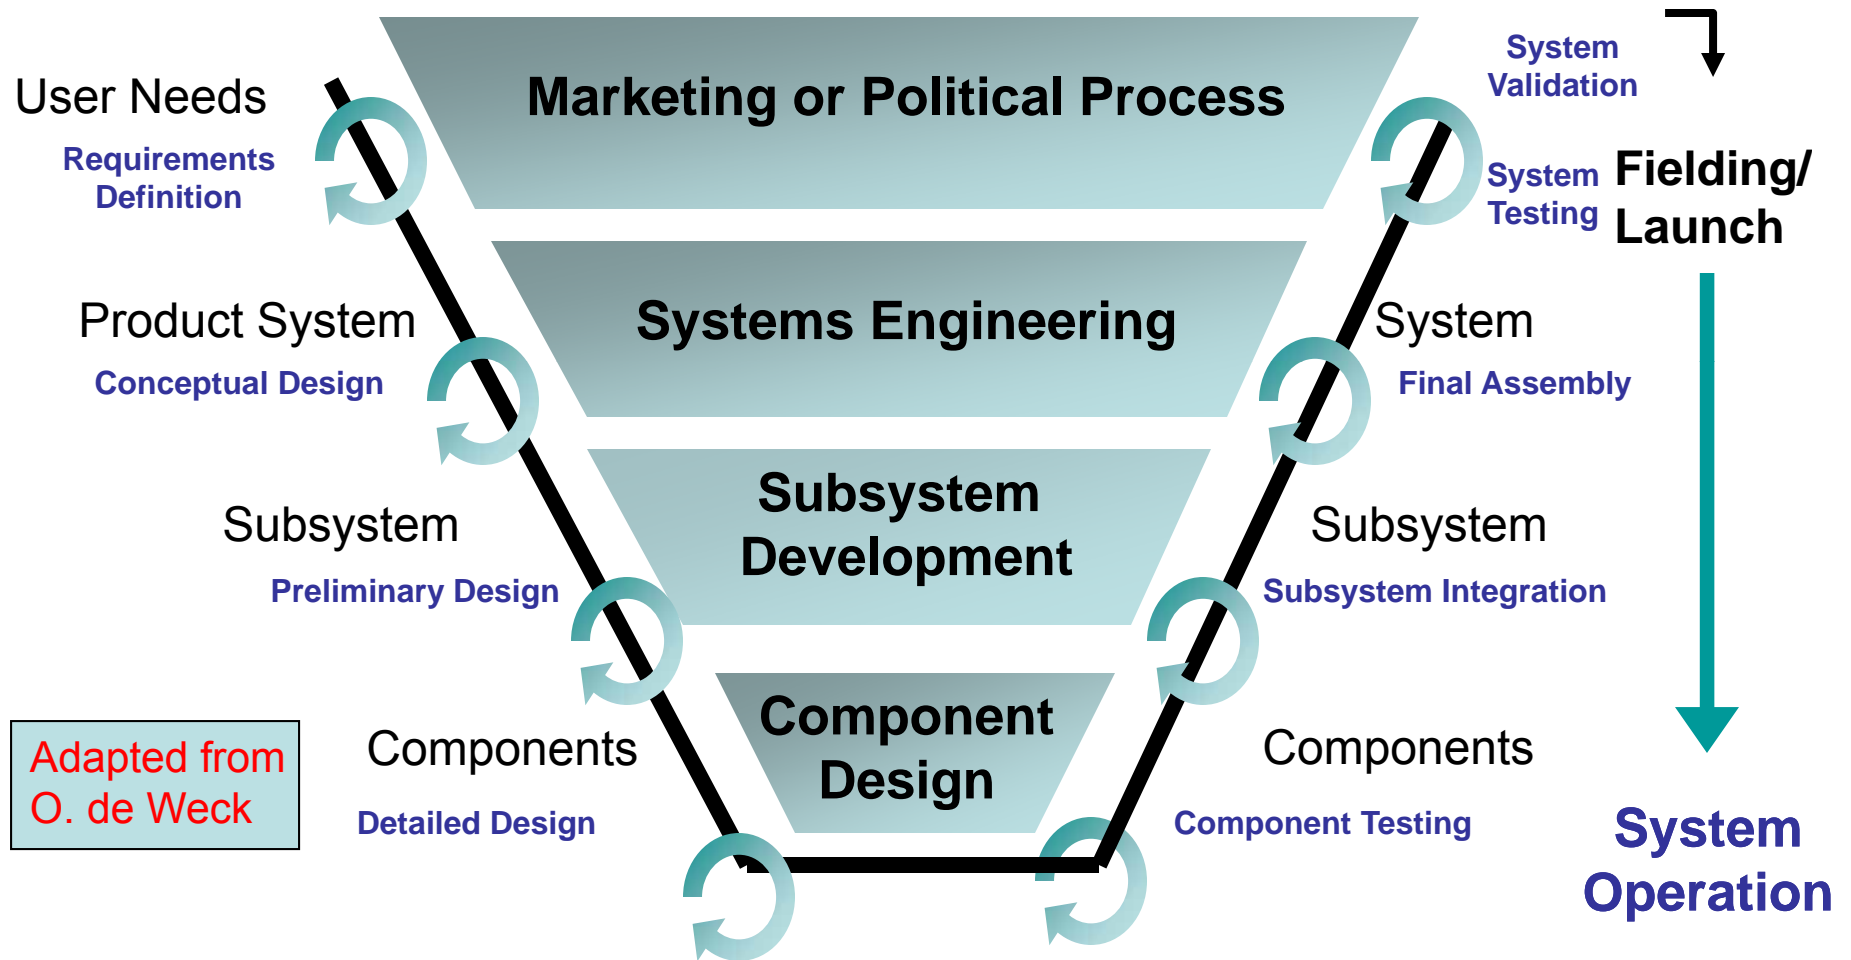 Marketing or Political Process
User Needs
Requirements
Definition
System
Validation
System
Testing
Fielding/
Launch
Systems Engineering
Product System
Conceptual Design
System
Final Assembly
Subsystem
Development
Subsystem
Preliminary Design
Subsystem
Subsystem Integration
Component
Design
Components
Detailed Design
Components
Component Testing
Adapted from
O. de Weck
System
Operation